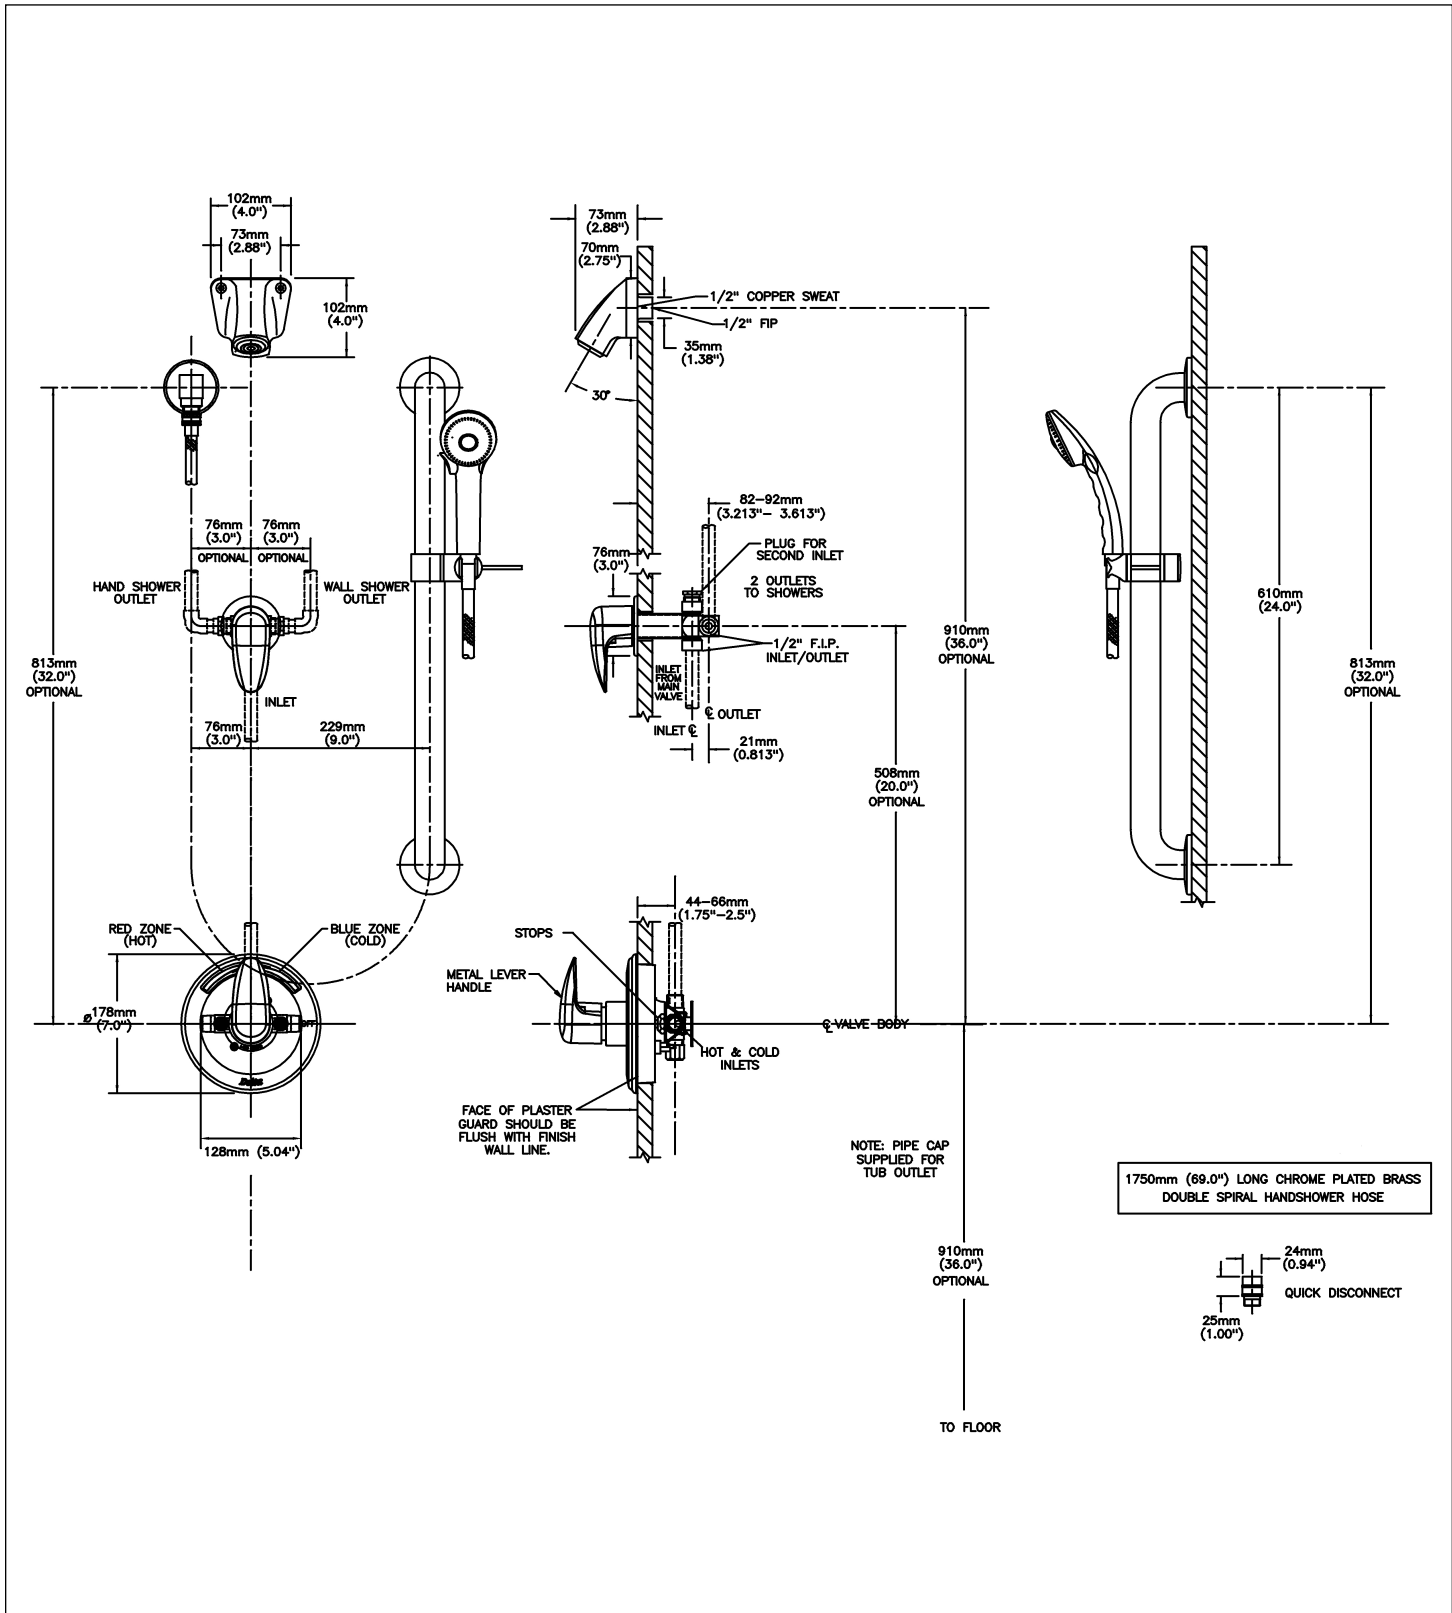 102mm
(4.0")
73mm
(2.88")
102mm
(4.0")
73mm
(2.88")
70mm
(2.75")
1/2" COPPER SWEAT
1/2" FIP
35mm
(1.38")
30°
82-92mm
(3.213"- 3.613")
76mm
(3.0")
OPTIONAL
76mm
(3.0")
OPTIONAL
HAND SHOWER
OUTLET
WALL SHOWER
OUTLET
INLET
813mm
(32.0")
OPTIONAL
76mm
(3.0")
229mm
(9.0")
76mm
(3.0")
PLUG FOR
SECOND INLET
2 OUTLETS
TO SHOWERS
1/2" F.I.P.
INLET/OUTLET
INLET
FROM
MAIN
VALVE
℄ OUTLET
INLET ℄
21mm
(0.813")
910mm
(36.0")
OPTIONAL
508mm
(20.0")
OPTIONAL
610mm
(24.0")
813mm
(32.0")
OPTIONAL
RED ZONE
(HOT)
BLUE ZONE
(COLD)
ø178mm
(7.0")
OFF
Delta
128mm (5.04")
44-66mm
(1.75"-2.5")
STOPS
METAL LEVER
HANDLE
℄ VALVE BODY
HOT & COLD
INLETS
FACE OF PLASTER
GUARD SHOULD BE
FLUSH WITH FINISH
WALL LINE.
NOTE: PIPE CAP
SUPPLIED FOR
TUB OUTLET
910mm
(36.0")
OPTIONAL
TO FLOOR
1750mm (69.0") LONG CHROME PLATED BRASS
DOUBLE SPIRAL HANDSHOWER HOSE
24mm
(0.94")
QUICK DISCONNECT
25mm
(1.00")